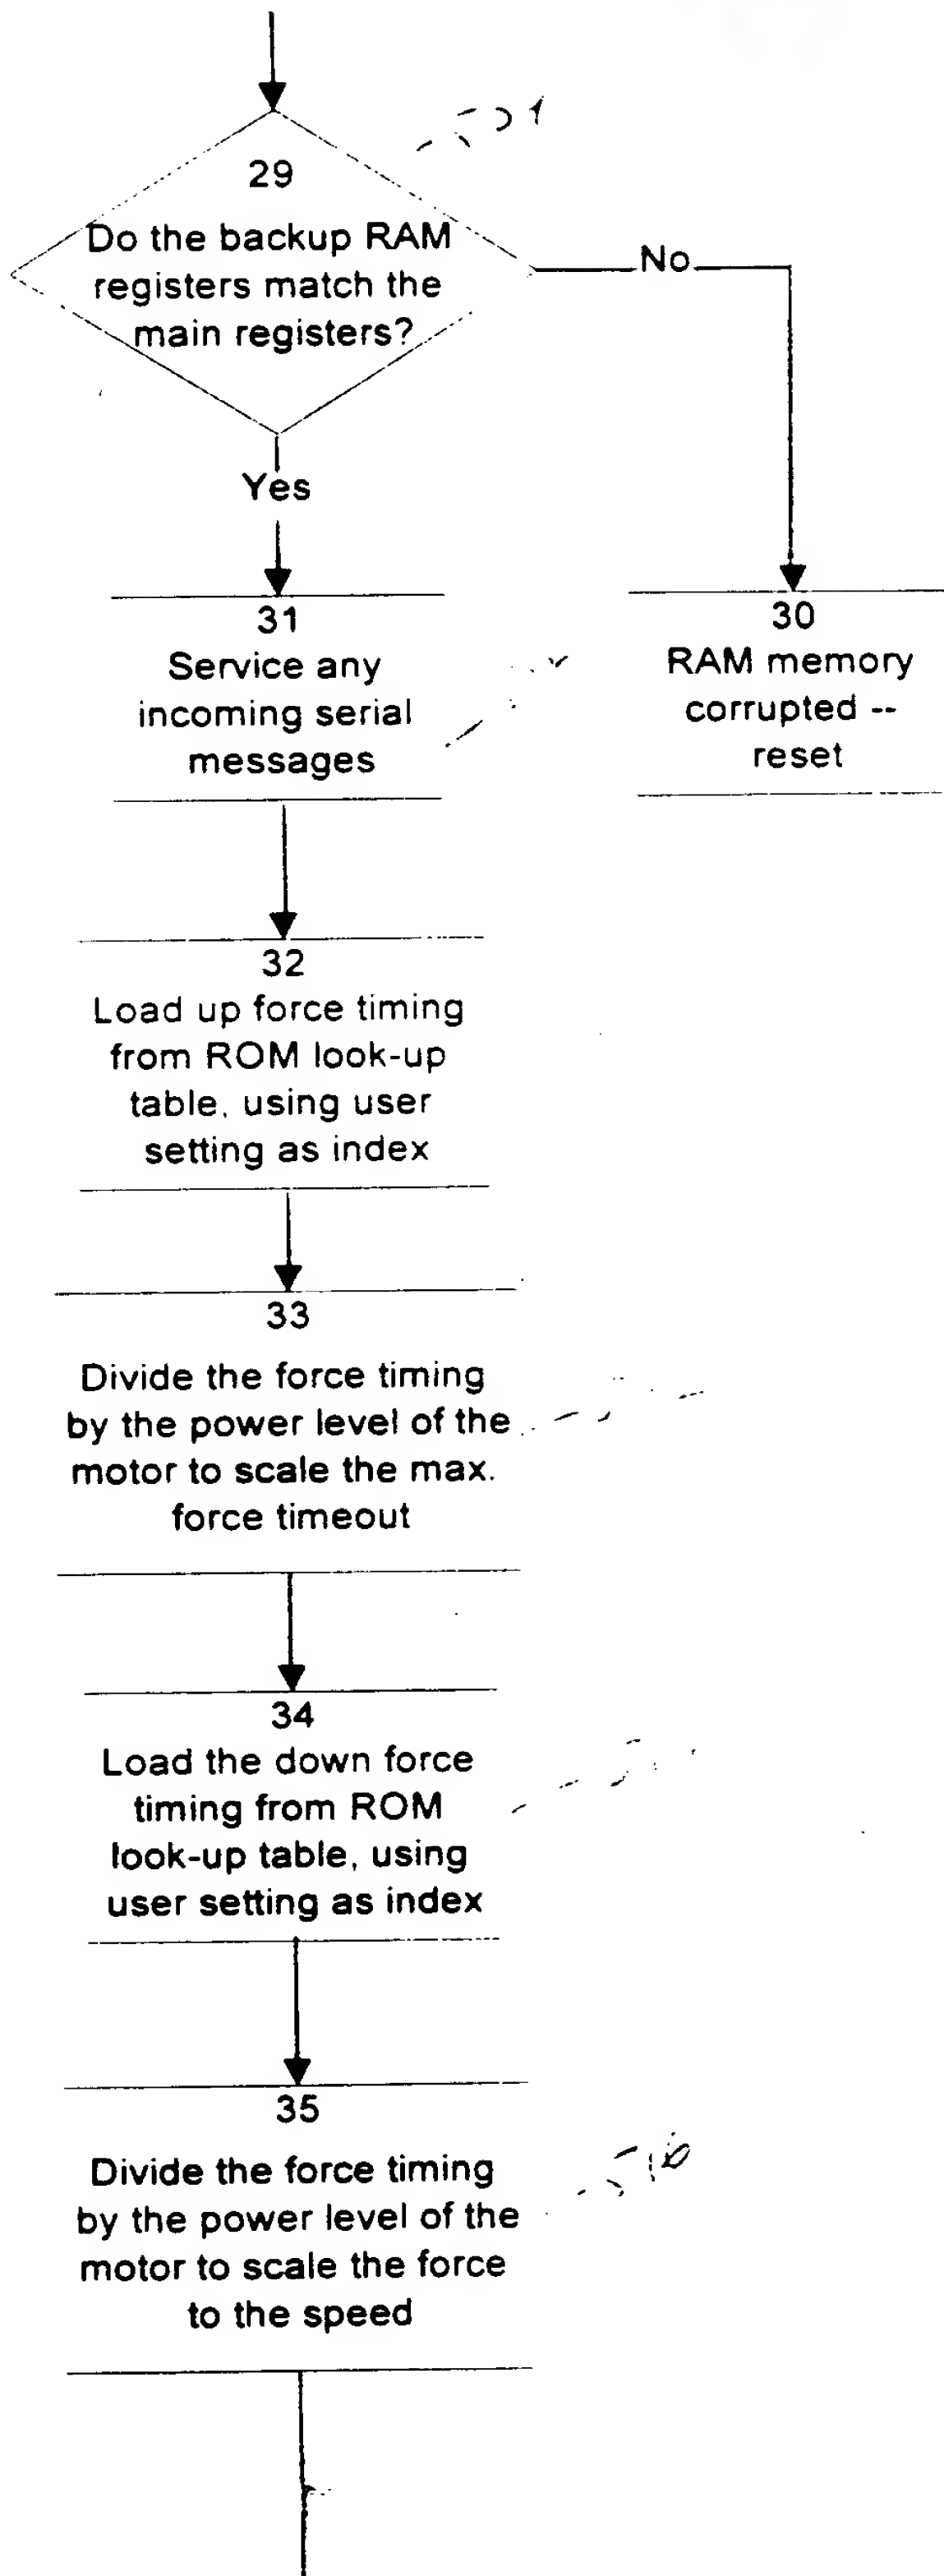 29
Do the backup RAM
registers match the
main registers?
No
Yes
31
Service any
incoming serial
messages
30
RAM memory
corrupted --
reset
32
Load up force timing
from ROM look-up
table, using user
setting as index
33
Divide the force timing
by the power level of the
motor to scale the max.
force timeout
34
Load the down force
timing from ROM
look-up table, using
user setting as index
35
Divide the force timing
by the power level of the
motor to scale the force
to the speed